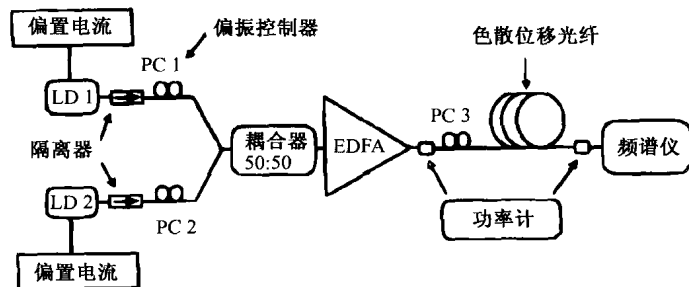 偏置电流
偏振控制器
色散位移光纤
PC 1
LD 1
PC 3
隔离器
耦合器
50:50
EDFA
频谱仪
LD 2
PC 2
功率计
偏置电流